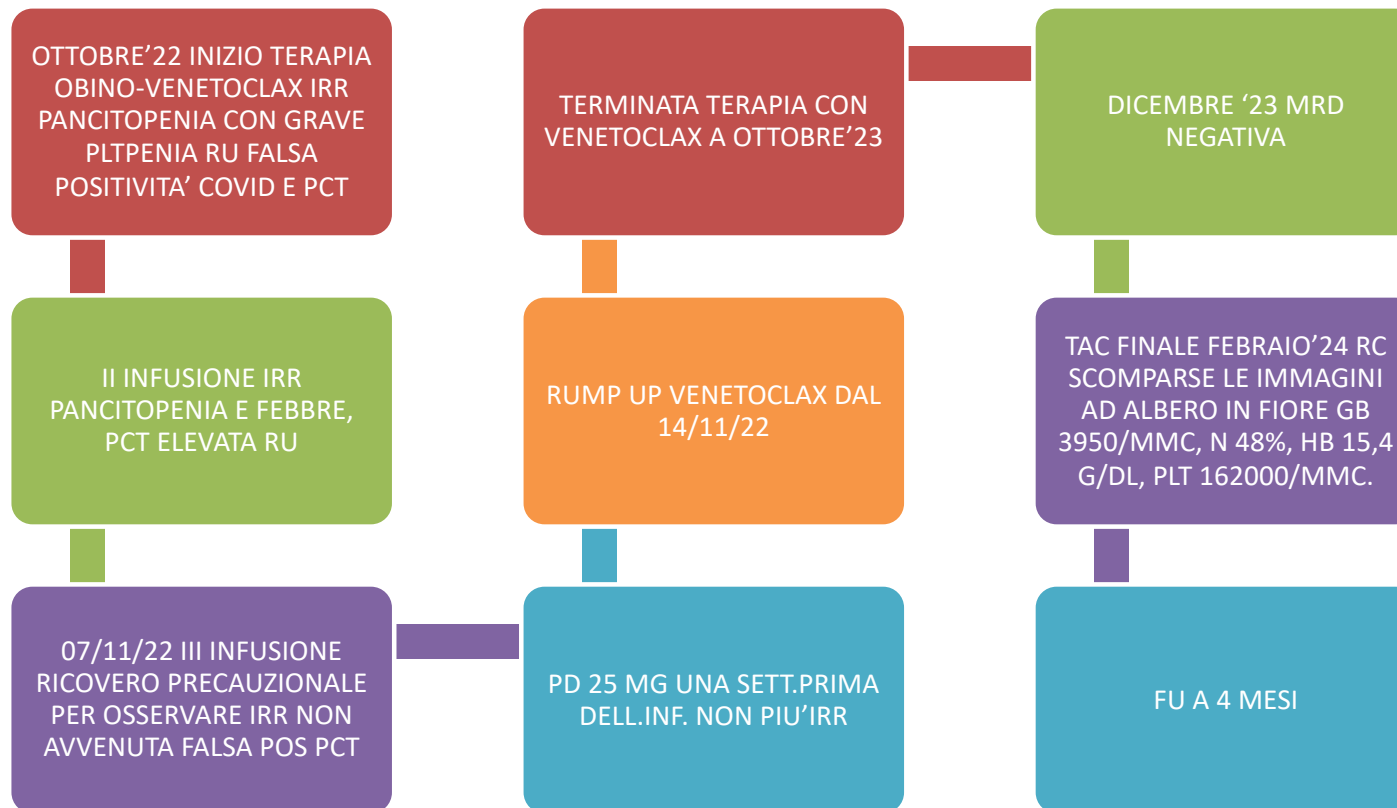 OTTOBRE’22 INIZIO TERAPIA
OBINO-VENETOCLAX IRR
PANCITOPENIA CON GRAVE
PLTPENIA RU FALSA
POSITIVITA’ COVID E PCT
II INFUSIONE IRR
PANCITOPENIA E FEBBRE,
PCT ELEVATA RU
07/11/22 III INFUSIONE
RICOVERO PRECAUZIONALE
PER OSSERVARE IRR NON
AVVENUTA FALSA POS PCT
PD 25 MG UNA SETT.PRIMA
DELL.INF. NON PIU’IRR
RUMP UP VENETOCLAX DAL
14/11/22
TERMINATA TERAPIA CON
VENETOCLAX A OTTOBRE’23
DICEMBRE ‘23 MRD
NEGATIVA
TAC FINALE FEBRAIO’24 RC
SCOMPARSE LE IMMAGINI
AD ALBERO IN FIORE GB
3950/MMC, N 48%, HB 15,4
G/DL, PLT 162000/MMC.
FU A 4 MESI